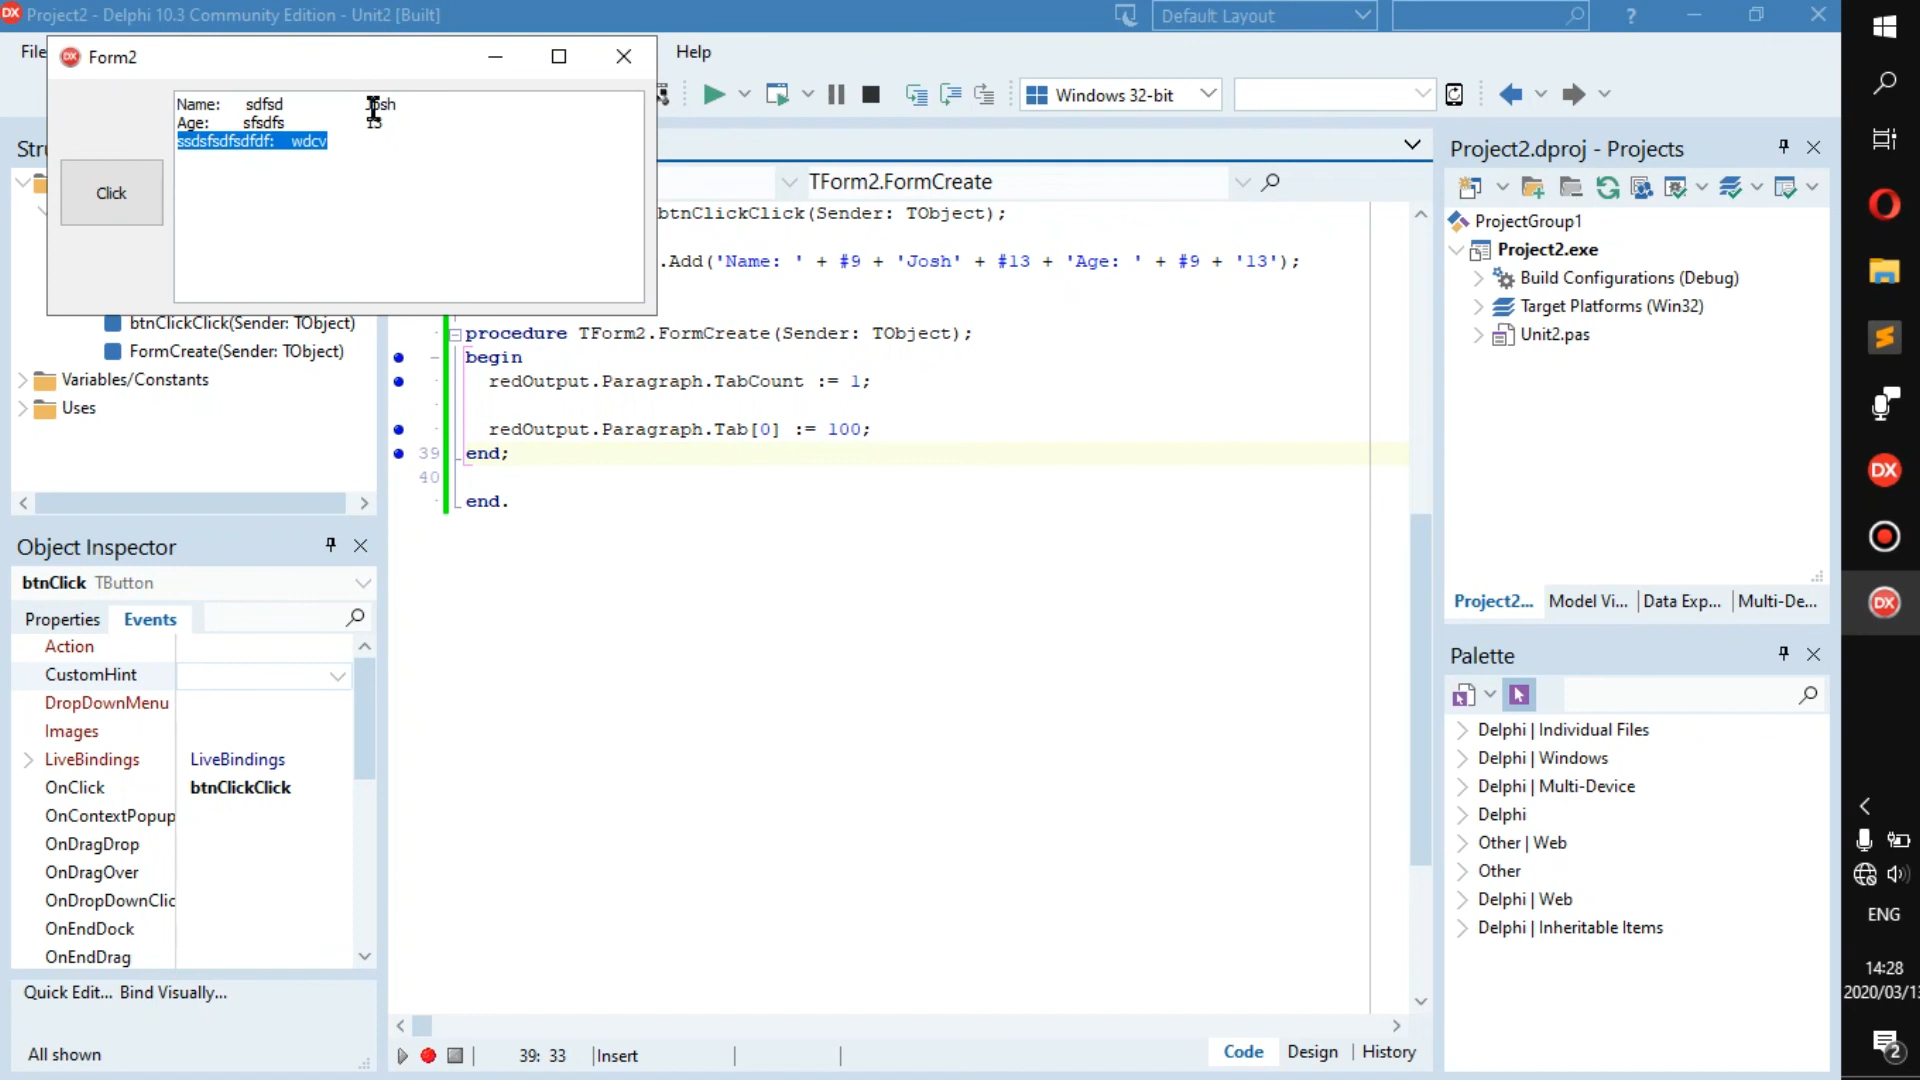 Project2 - Delphi 10.3 Community Edition - Unit2 [Built]
Default Layout
?
File
Help
Form2
Windows 32-bit
Name: sdfsd Josh
Age: sfsdfs 13
ssdsfsdfsdfdf: wdcv
Click
Stru
btnClickClick(Sender: TObject)
FormCreate(Sender: TObject)
Variables/Constants
Uses
TForm2.FormCreate
btnClickClick(Sender: TObject);
.Add('Name: ' + #9 + 'Josh' + #13 + 'Age: ' + #9 + '13');
procedure TForm2.FormCreate(Sender: TObject);
begin
redOutput.Paragraph.TabCount := 1;
redOutput.Paragraph.Tab[0] := 100;
39 end;
40
end.
Object Inspector
btnClick TButton
Properties Events
Action
CustomHint
DropDownMenu
Images
LiveBindings LiveBindings
OnClick btnClickClick
OnContextPopup
OnDragDrop
OnDragOver
OnDropDownClic
OnEndDock
OnEndDrag
Quick Edit... Bind Visually...
All shown
39: 33 Insert
Code Design History
Project2.dproj - Projects
ProjectGroup1
Project2.exe
Build Configurations (Debug)
Target Platforms (Win32)
Unit2.pas
Project2... Model Vi... Data Exp... Multi-De...
Palette
Delphi | Individual Files
Delphi | Windows
Delphi | Multi-Device
Delphi
Other | Web
Other
Delphi | Web
Delphi | Inheritable Items
ENG
14:28
2020/03/13
2